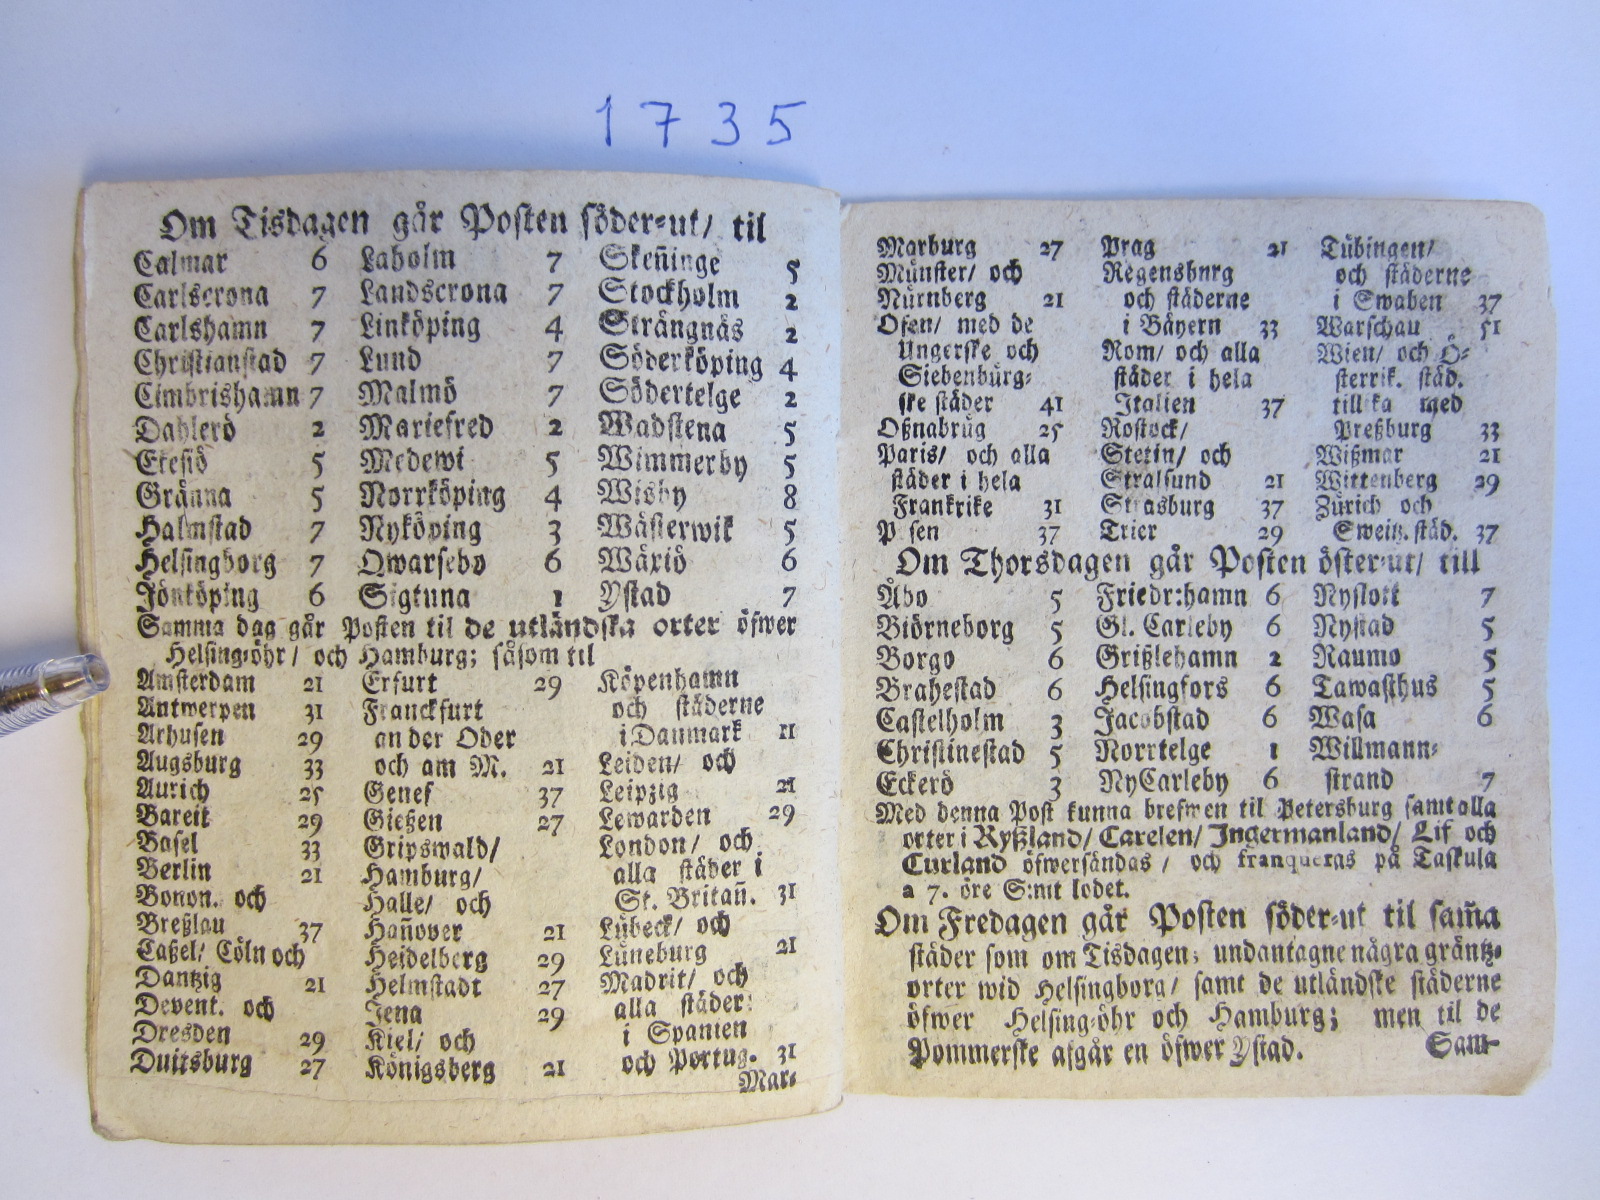 1735
Om Tisdagen går Posten söder-ut/ til
Calmar 6 Laholm 7 Skeñinge 5
Carlscrona 7 Landscrona 7 Stockholm 2
Carlshamn 7 Linköping 4 Strängnäs 2
Christianstad 7 Lund 7 Söderköping 4
Cimbrishamn 7 Malmö 7 Södertelge 2
Dahlerö 2 Mariefred 2 Wadstena 5
Ekesiö 5 Medewi 5 Wimmerby 5
Gränna 5 Norrköping 4 Wisby 8
Halmstad 7 Nyköping 3 Wästerwik 5
Helsingborg 7 Qwarsebo 6 Wäxiö 6
Jönköping 6 Sigtuna 1 Ystad 7
Samma dag går Posten til de utländska orter öfwer
Helsing-öhr/ och Hamburg; såsom til
Amsterdam 21 Erfurt 29 Köpenhamn
Antwerpen 31 Franckfurt och städerne
Arhusen 29 an der Oder i Danmark 11
Augsburg 33 och am M. 21 Leiden/ och
Aurich 25 Genef 37 Leipzig 21
Bareit 29 Gießen 27 Lewarden 29
Basel 33 Gripswald/ London/ och
Berlin 21 Hamburg/ alla städer i
Bonon. och Halle/ och St. Britañ. 31
Breßlau 37 Hañover 21 Lübeck/ och
Caßel/ Cöln och Heidelberg 29 Lüneburg 21
Dantzig 21 Helmstadt 27 Madrit/ och
Devent. och Jena 29 alla städer
Dresden 29 Kiel/ och i Spanien
Duitsburg 27 Königsberg 21 och Portug. 31
Mar-
Marburg 27 Prag 21 Tübingen/
Münster/ och Regensbnrg och städerne
Nürnberg 21 och städerne i Swaben 37
Ofen/ med de i Bäyern 33 Warschau 51
Ungerske och Rom/ och alla Wien/ och Ö-
Siebenbürg- städer i hela sterrik. städ.
ske städer 41 Italien 37 till ka med
Oßnabrüg 25 Rostock/ Preßburg 33
Paris/ och alla Stetin/ och Wißmar 21
städer i hela Stralsund 21 Wittenberg 29
Frankrike 31 St asburg 37 Zürich och
P sen 37 Trier 29 Sweitz. städ. 37
Om Thorsdagen går Posten öster-ut/ till
Åbo 5 Friedr:hamn 6 Nyslott 7
Biörneborg 5 Gl. Carleby 6 Nystad 5
Borgo 6 Grißlehamn 2 Raumo 5
Brahestad 6 Helsingfors 6 Tawasthus 5
Castelholm 3 Jacobstad 6 Wasa 6
Christinestad 5 Norrtelge 1 Willmann-
Eckerö 3 NyCarleby 6 strand 7
Med denna Post kunna brefwen til Petersburg samt alla
orter i Ryßland/ Carelen/ Jngermanland/ Lif och
Curland öfwersändas / och franqueras på Taskula
a 7. öre S:mt lodet.
Om Fredagen går Posten söder-ut til sam̃a
städer som om Tisdagen, undantagne några gräntz-
orter wid Helsingborg/ samt de utländske städerne
öfwer Helsing-öhr och Hamburg; men til de
Pommerske afgår en öfwer Ystad. Sam-